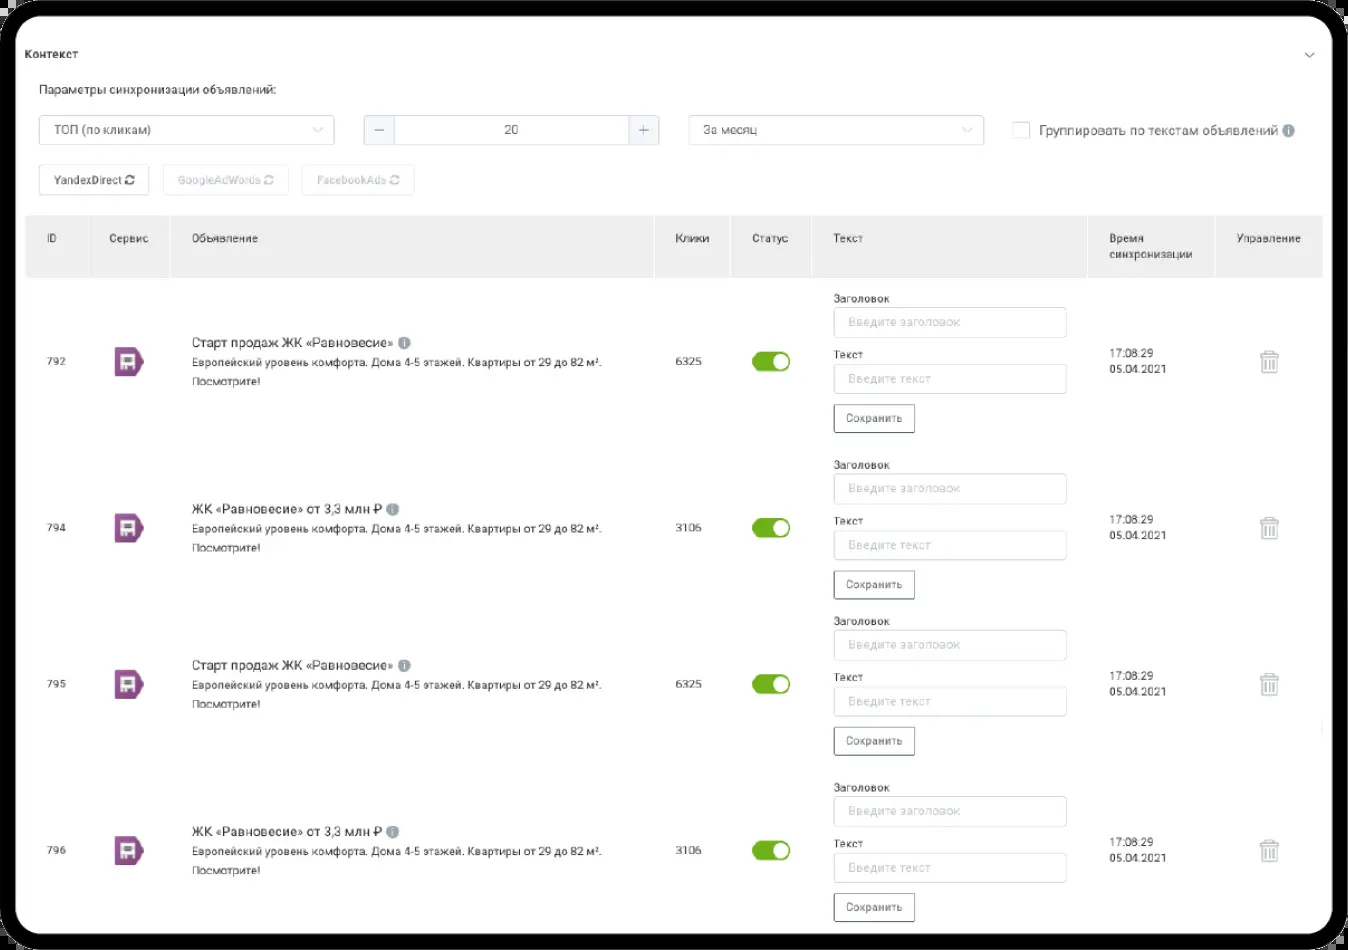 Контекст
Параметры синхронизации объявлений:
ТОП (по кликам)
− 20 +
За месяц
Группировать по текстам объявлений
YandexDirect
GoogleAdWords
FacebookAds
ID Сервис Объявление Клики Статус Текст Время синхронизации Управление
Заголовок
Введите заголовок
792
Старт продаж ЖК «Равновесие»
Европейский уровень комфорта. Дома 4-5 этажей. Квартиры от 29 до 82 м².
Посмотрите!
6325
Текст
Введите текст
Сохранить
17:08:29
05.04.2021
Заголовок
Введите заголовок
794
ЖК «Равновесие» от 3,3 млн ₽
Европейский уровень комфорта. Дома 4-5 этажей. Квартиры от 29 до 82 м².
Посмотрите!
3106
Текст
Введите текст
Сохранить
17:08:29
05.04.2021
Заголовок
Введите заголовок
795
Старт продаж ЖК «Равновесие»
Европейский уровень комфорта. Дома 4-5 этажей. Квартиры от 29 до 82 м².
Посмотрите!
6325
Текст
Введите текст
Сохранить
17:08:29
05.04.2021
Заголовок
Введите заголовок
796
ЖК «Равновесие» от 3,3 млн ₽
Европейский уровень комфорта. Дома 4-5 этажей. Квартиры от 29 до 82 м².
Посмотрите!
3106
Текст
Введите текст
Сохранить
17:08:29
05.04.2021